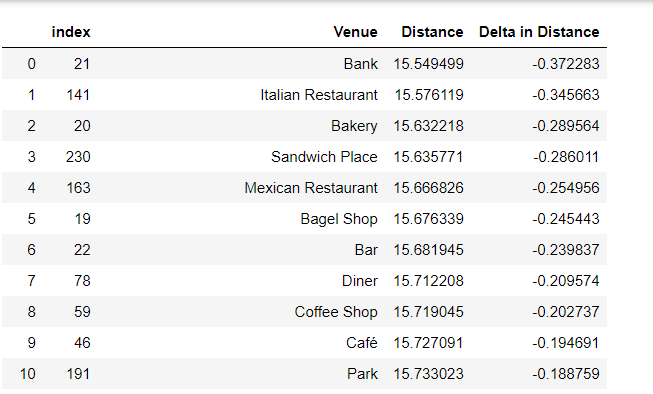 index Venue Distance Delta in Distance
0 21 Bank 15.549499 -0.372283
1 141 Italian Restaurant 15.576119 -0.345663
2 20 Bakery 15.632218 -0.289564
3 230 Sandwich Place 15.635771 -0.286011
4 163 Mexican Restaurant 15.666826 -0.254956
5 19 Bagel Shop 15.676339 -0.245443
6 22 Bar 15.681945 -0.239837
7 78 Diner 15.712208 -0.209574
8 59 Coffee Shop 15.719045 -0.202737
9 46 Café 15.727091 -0.194691
10 191 Park 15.733023 -0.188759